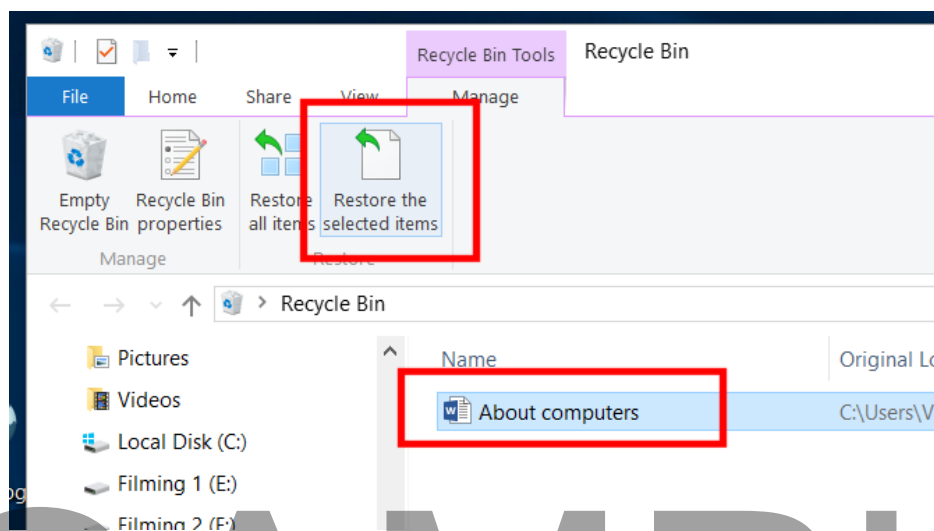 Recycle Bin Tools Recycle Bin
File Home Share View Manage
Empty Recycle Bin Restore Restore the
Recycle Bin properties all items selected items
Manage Restore
Recycle Bin
Pictures Name Original
Videos About computers C:\Users\
Local Disk (C:)
Filming 1 (E:)
Filming 2 (F:)